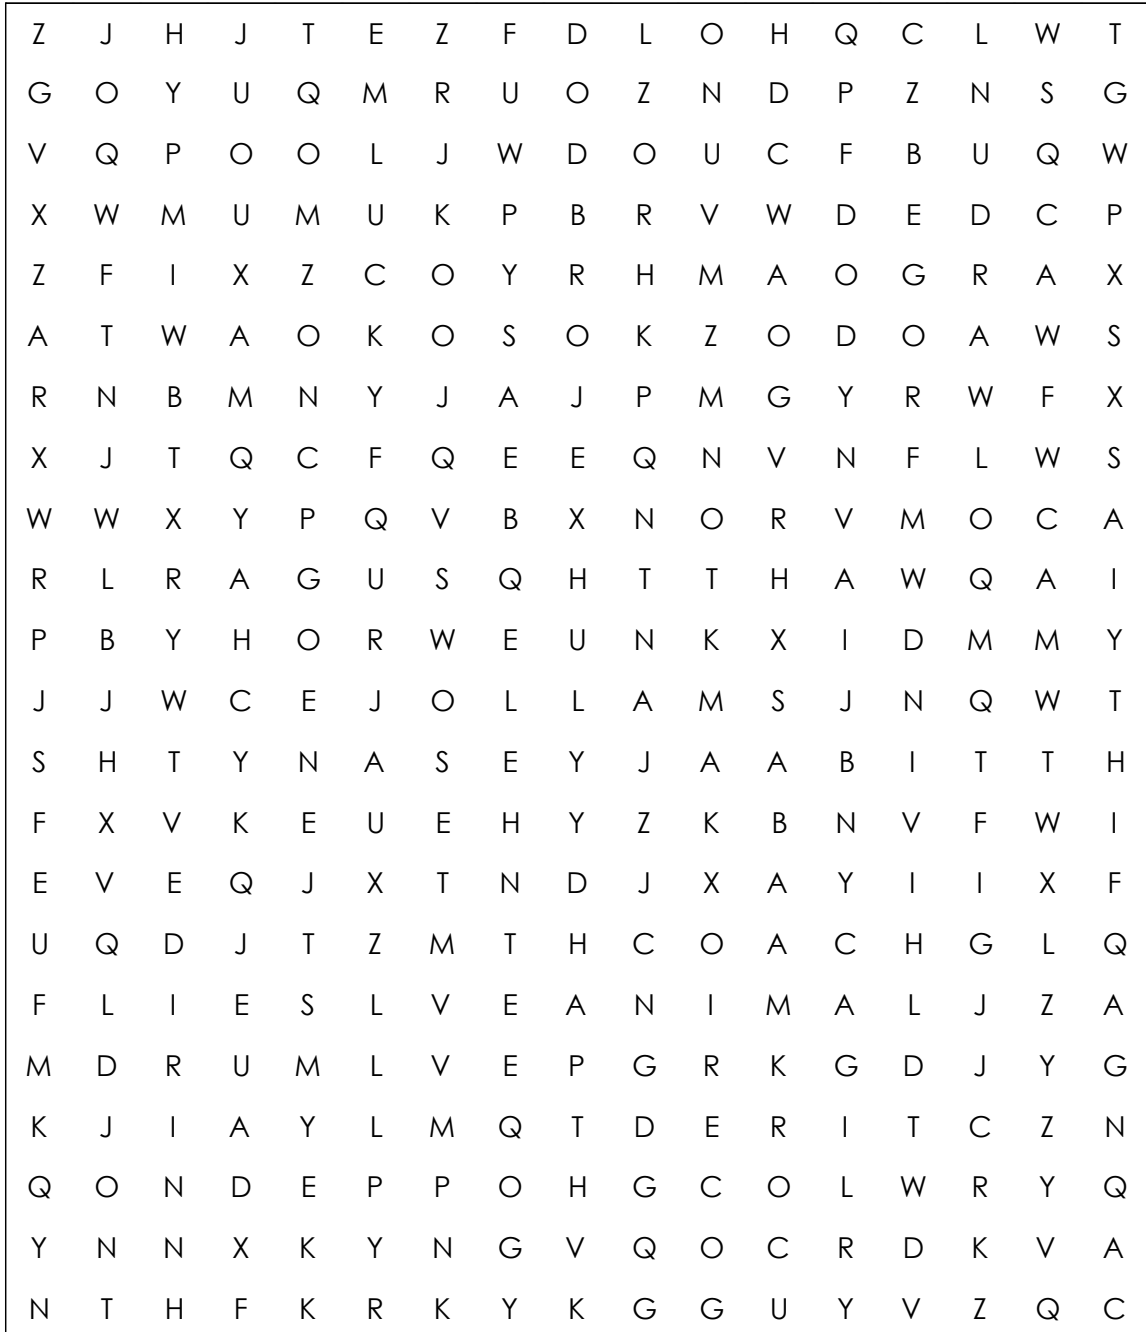 Z J H J T E Z F D L O H Q C L W T
G O Y U Q M R U O Z N D P Z N S G
V Q P O O L J W D O U C F B U Q W
X W M U M U K P B R V W D E D C P
Z F I X Z C O Y R H M A O G R A X
A T W A O K O S O K Z O D O A W S
R N B M N Y J A J P M G Y R W F X
X J T Q C F Q E E Q N V N F L W S
W W X Y P Q V B X N O R V M O C A
R L R A G U S Q H T T H A W Q A I
P B Y H O R W E U N K X I D M M Y
J J W C E J O L L A M S J N Q W T
S H T Y N A S E Y J A A B I T T H
F X V K E U E H Y Z K B N V F W I
E V E Q J X T N D J X A Y I I X F
U Q D J T Z M T H C O A C H G L Q
F L I E S L V E A N I M A L J Z A
M D R U M L V E P G R K G D J Y G
K J I A Y L M Q T D E R I T C Z N
Q O N D E P P O H G C O L W R Y Q
Y N N X K Y N G V Q O C R D K V A
N T H F K R K Y K G G U Y V Z Q C